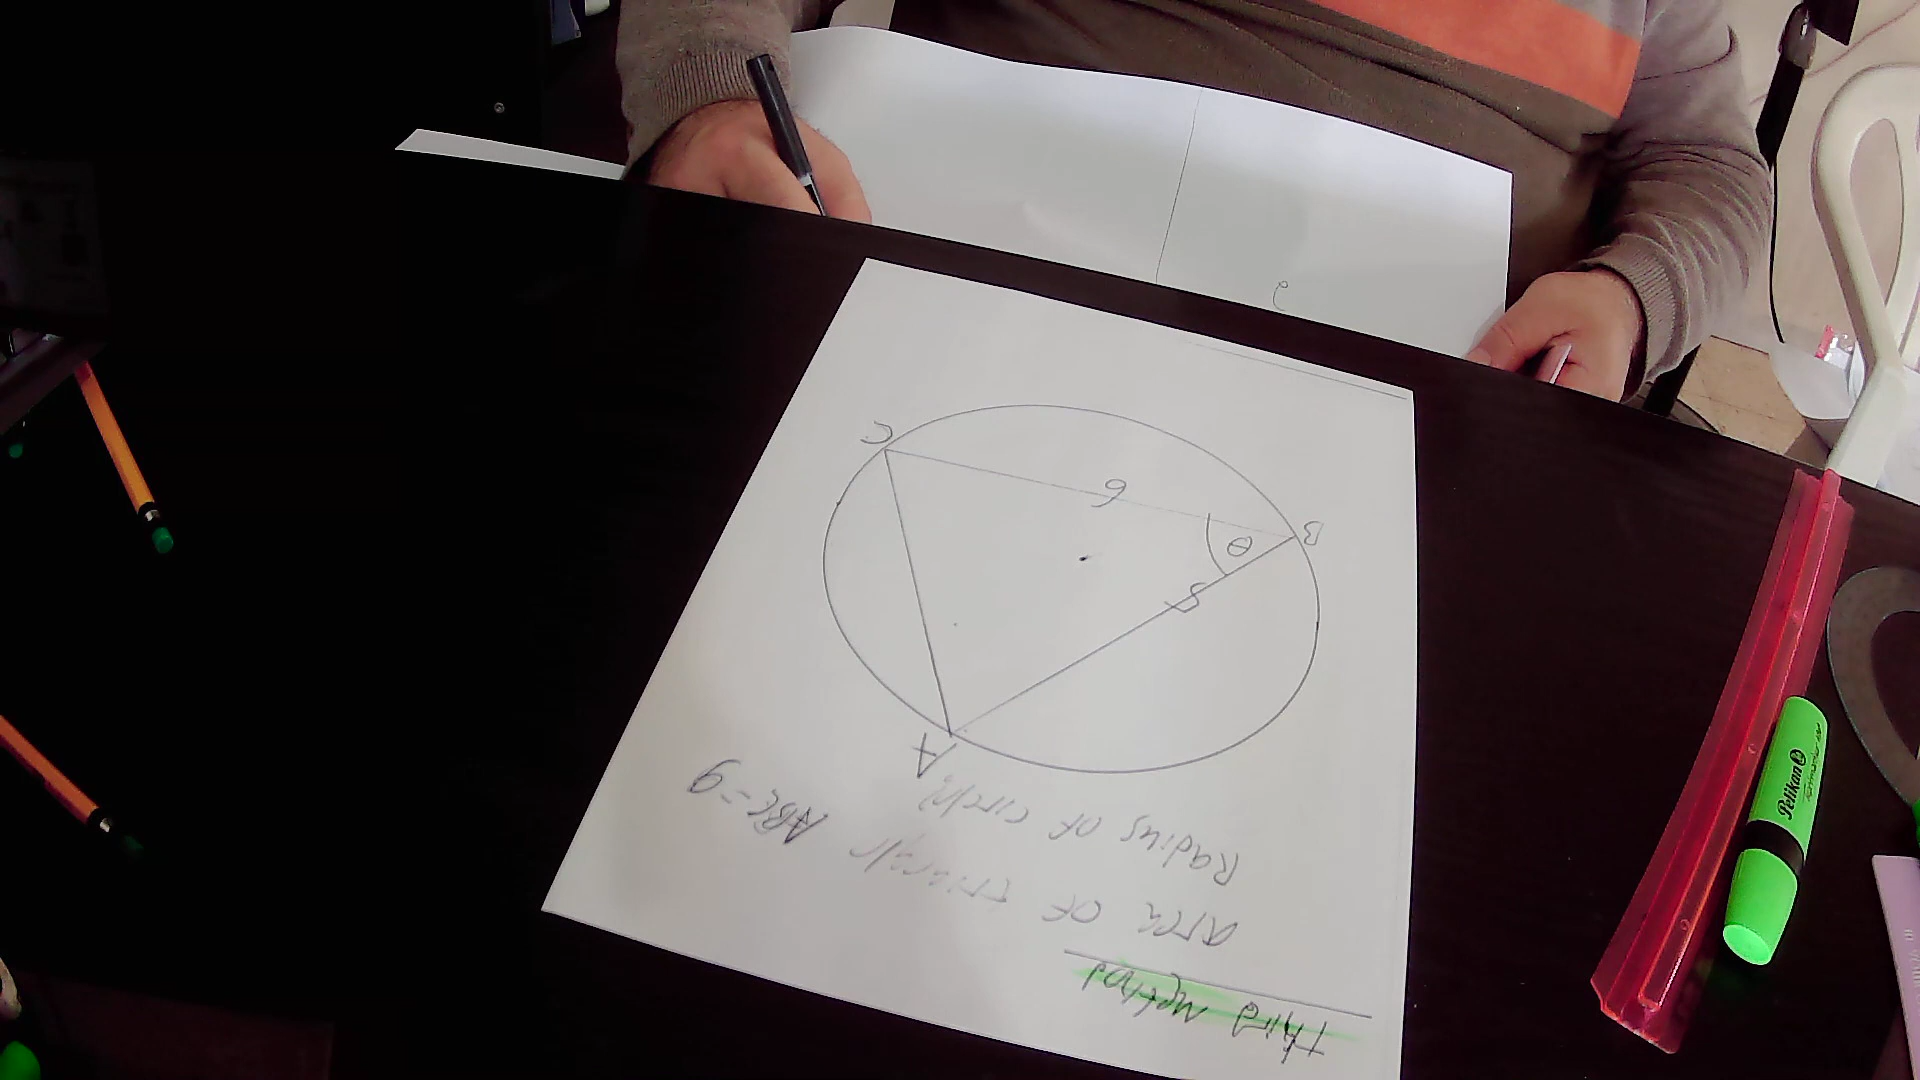 third method
area of triangle ABC = 9
Radius of circle
A
B
C
5
6
θ
Pelikan